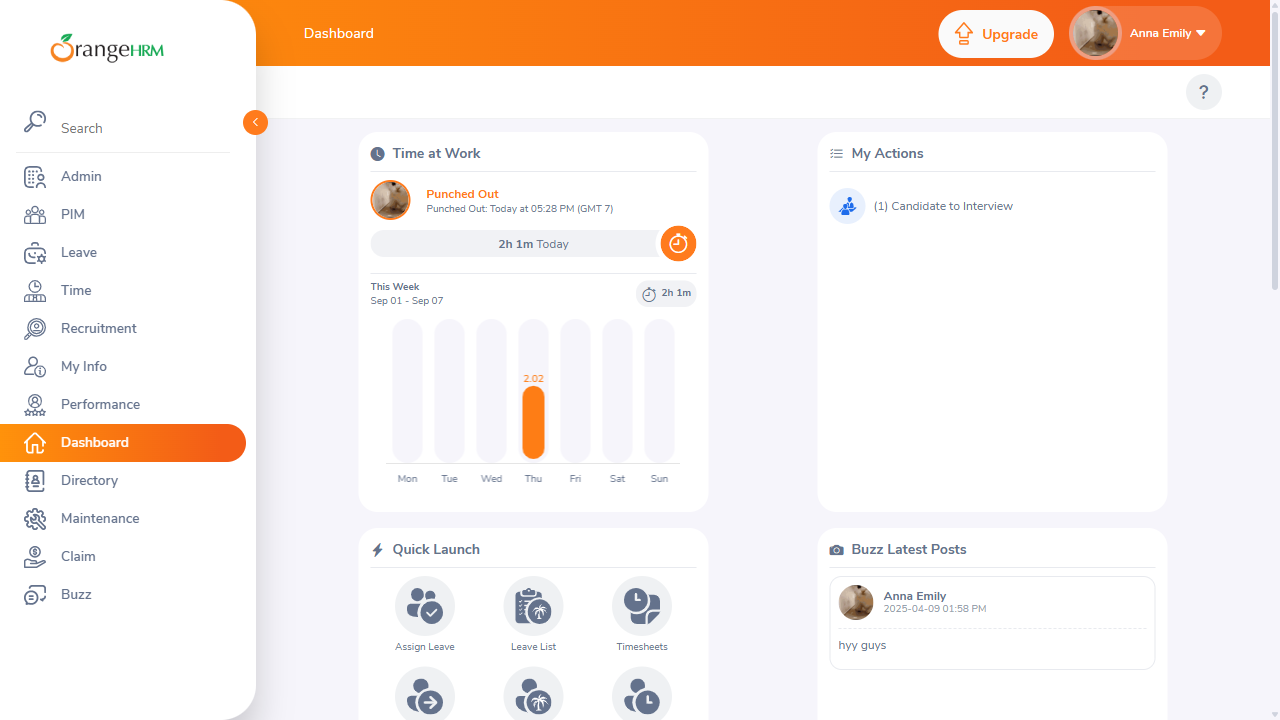 OrangeHRM
Dashboard
Upgrade
Anna Emily
Search
?
Admin
PIM
Leave
Time
Recruitment
My Info
Performance
Dashboard
Directory
Maintenance
Claim
Buzz
Time at Work
Punched Out
Punched Out: Today at 05:28 PM (GMT 7)
2h 1m Today
This Week
Sep 01 - Sep 07
2h 1m
2.02
Mon Tue Wed Thu Fri Sat Sun
My Actions
(1) Candidate to Interview
Quick Launch
Assign Leave
Leave List
Timesheets
Buzz Latest Posts
Anna Emily
2025-04-09 01:58 PM
hyy guys